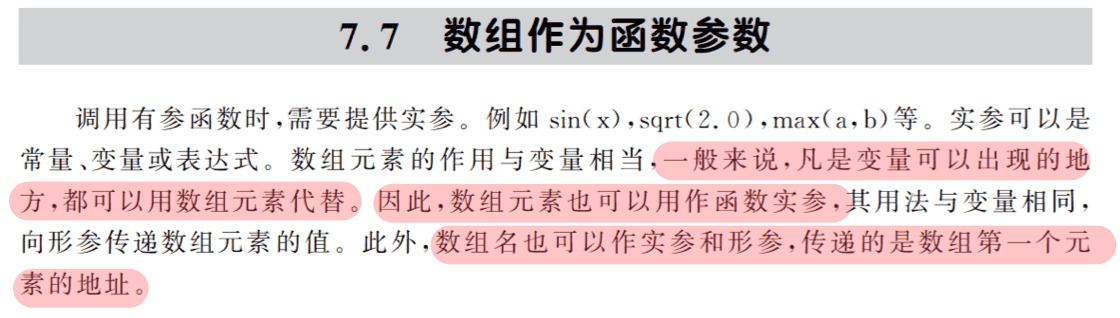 7.7 数组作为函数参数
调用有参函数时,需要提供实参。例如 sin(x),sqrt(2.0),max(a,b)等。实参可以是
常量、变量或表达式。数组元素的作用与变量相当,一般来说,凡是变量可以出现的地
方,都可以用数组元素代替。因此,数组元素也可以用作函数实参,其用法与变量相同,
向形参传递数组元素的值。此外,数组名也可以作实参和形参,传递的是数组第一个元
素的地址。